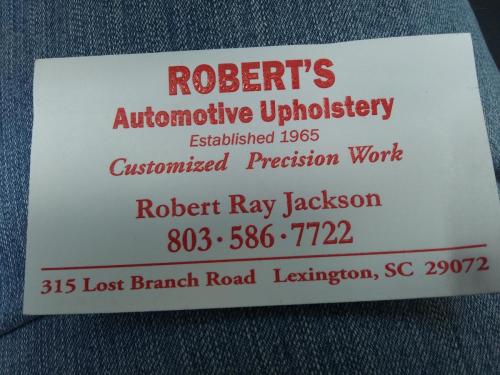 ROBERT'S
Automotive Upholstery
Established 1965
Customized Precision Work
Robert Ray Jackson
803·586·7722
315 Lost Branch Road Lexington, SC 29072